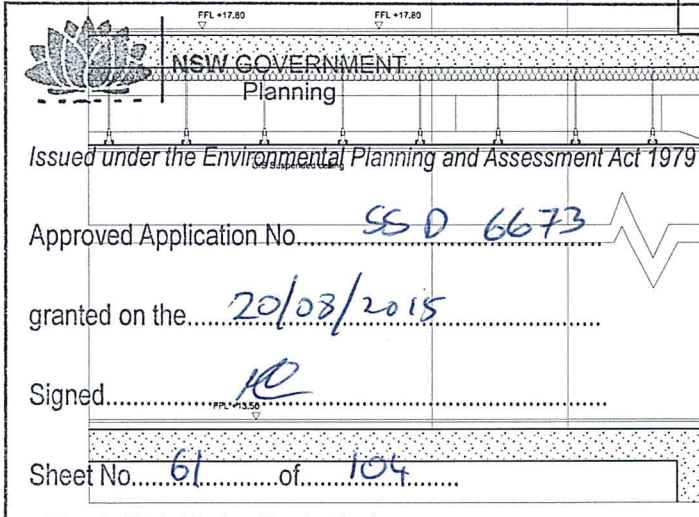 FFL +17.80 FFL +17.80
NSW GOVERNMENT
Planning
Issued under the Environmental Planning and Assessment Act 1979
U/S Suspended Ceiling
Approved Application No. SSD 6673
granted on the 20/08/2015
Signed
FFL +13.50
Sheet No. 61 of 104